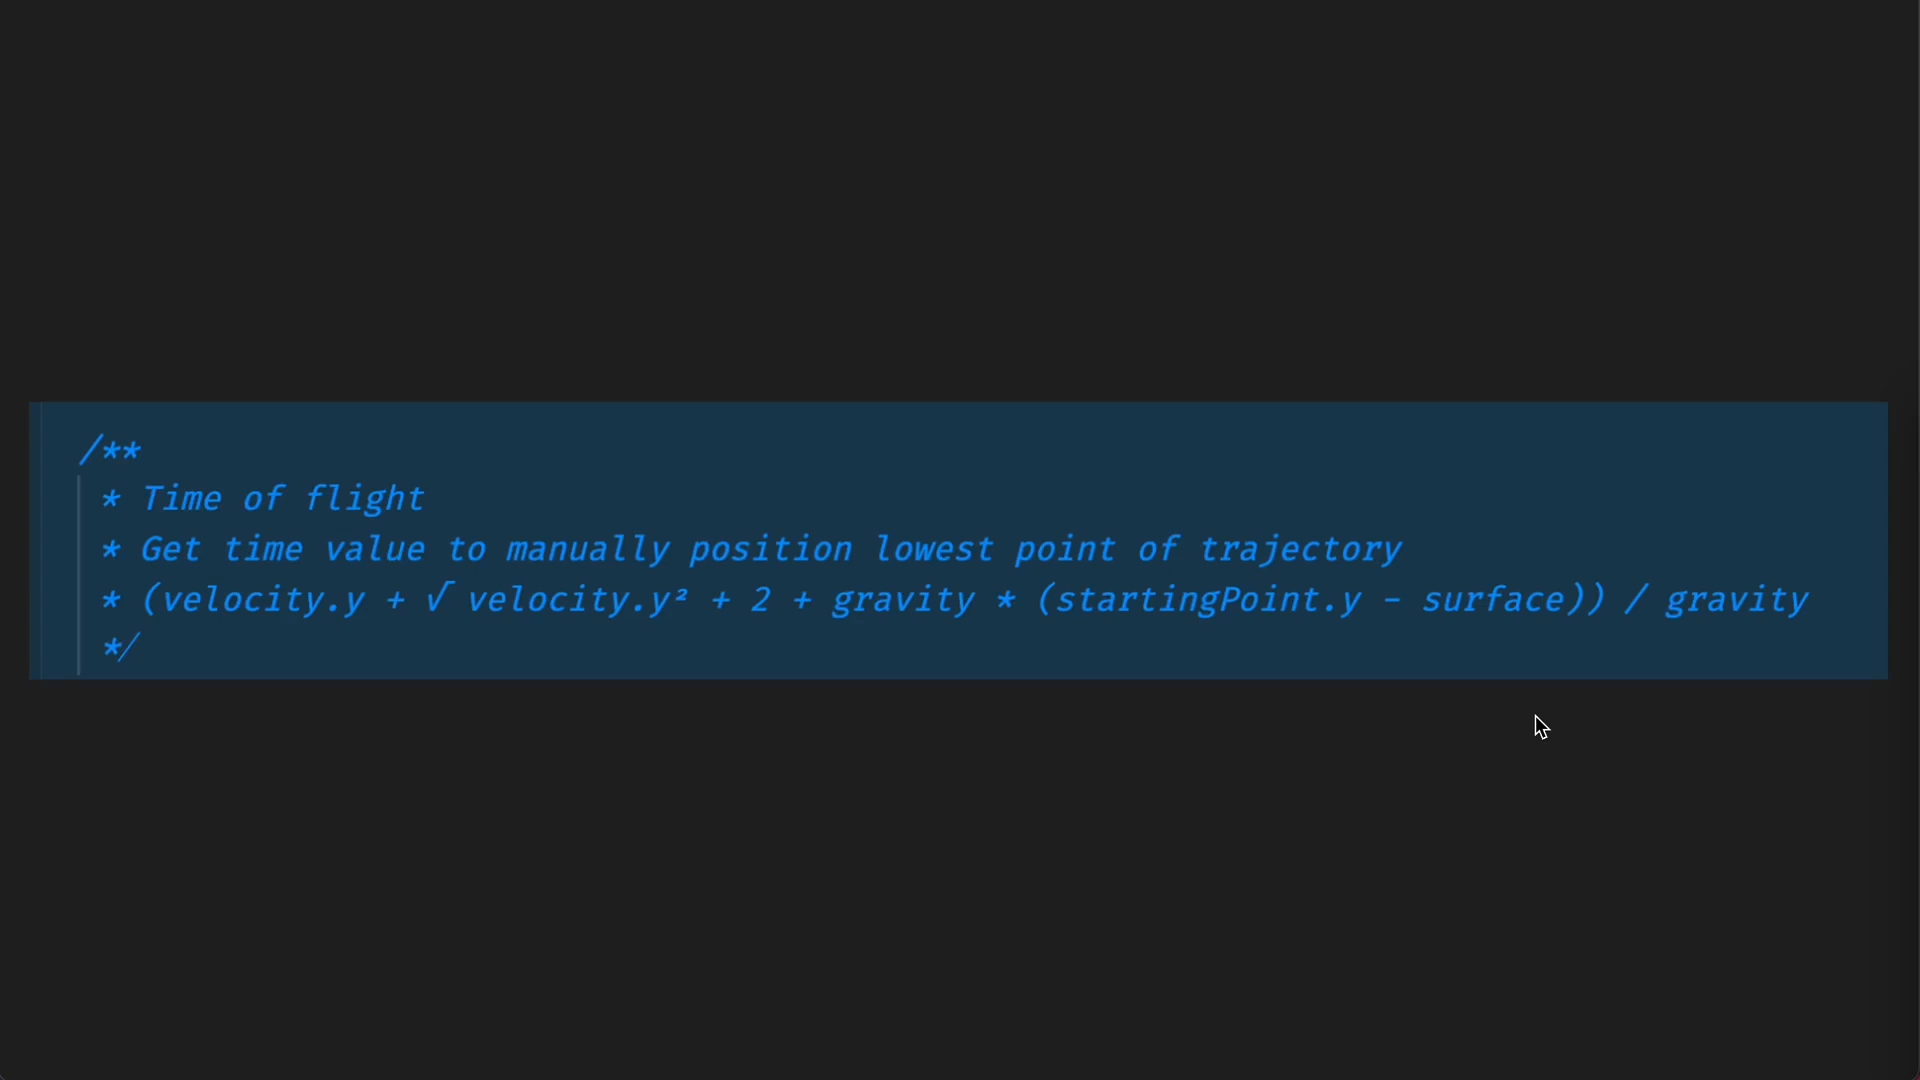 /**
* Time of flight
* Get time value to manually position lowest point of trajectory
* (velocity.y + √ velocity.y² + 2 + gravity * (startingPoint.y - surface)) / gravity
*/